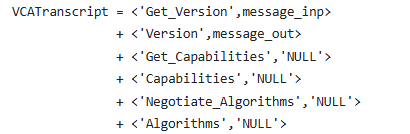 VCATranscript = <'Get_Version',message_inp>
+ <'Version',message_out>
+ <'Get_Capabilities','NULL'>
+ <'Capabilities','NULL'>
+ <'Negotiate_Algorithms','NULL'>
+ <'Algorithms','NULL'>